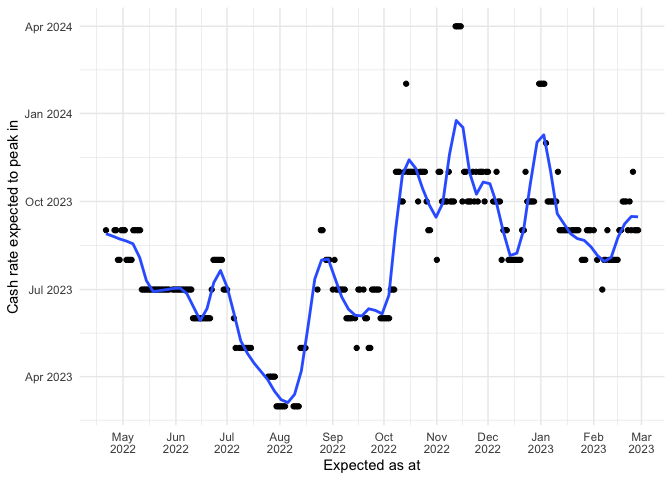 Apr 2024
Jan 2024
Oct 2023
Jul 2023
Apr 2023
Cash rate expected to peak in
May Jun Jul Aug Sep Oct Nov Dec Jan Feb Mar
2022 2022 2022 2022 2022 2022 2022 2022 2023 2023 2023
Expected as at